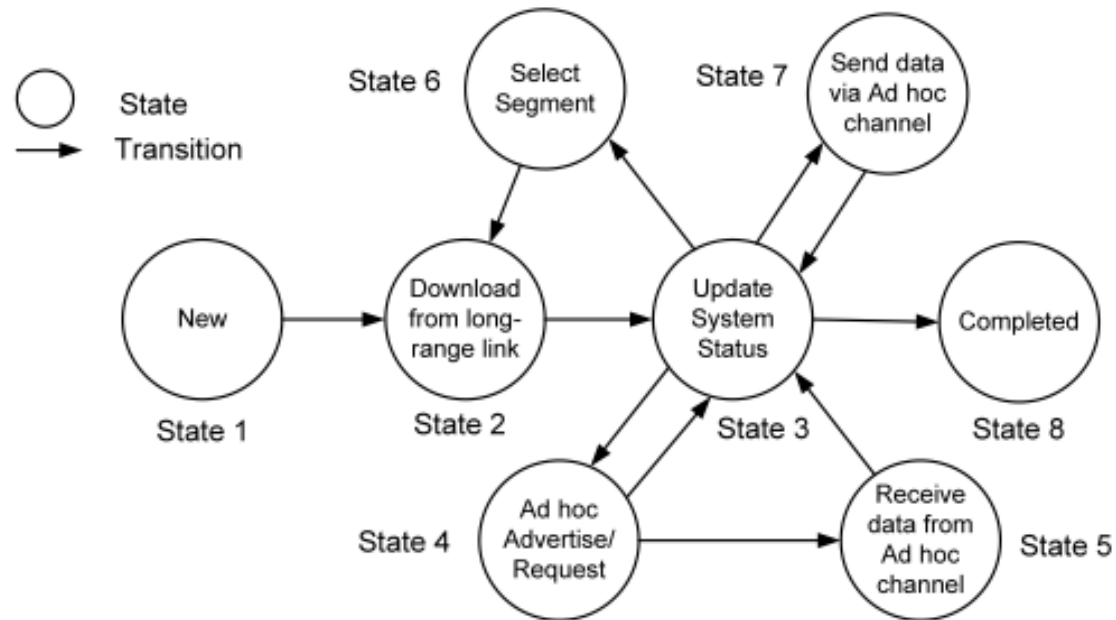 State
Transition
State 6
Select
Segment
State 7
Send data
via Ad hoc
channel
New
State 1
Download
from long-
range link
State 2
Update
System
Status
State 3
Completed
State 8
State 4
Ad hoc
Advertise/
Request
Receive
data from
Ad hoc
channel
State 5